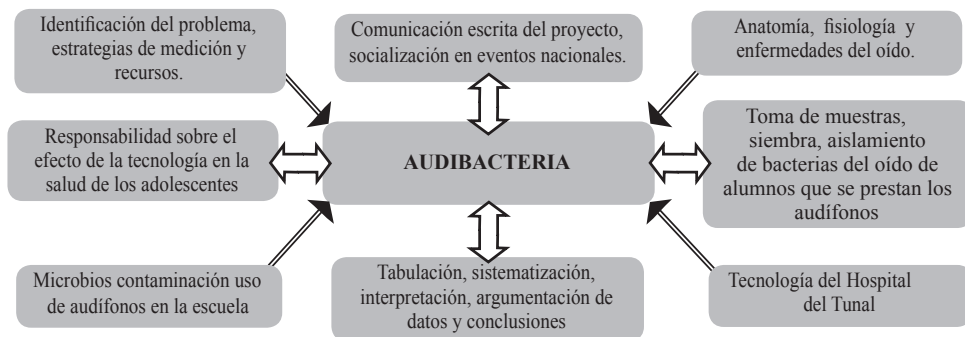 Identificación del problema,
estrategias de medición y
recursos.
Comunicación escrita del proyecto,
socialización en eventos nacionales.
Anatomía, fisiología y
enfermedades del oído.
Responsabilidad sobre el
efecto de la tecnología en la
salud de los adolescentes
AUDIBACTERIA
Toma de muestras,
siembra, aislamiento
de bacterias del oído de
alumnos que se prestan los
audífonos
Microbios contaminación uso
de audífonos en la escuela
Tabulación, sistematización,
interpretación, argumentación de
datos y conclusiones
Tecnología del Hospital
del Tunal